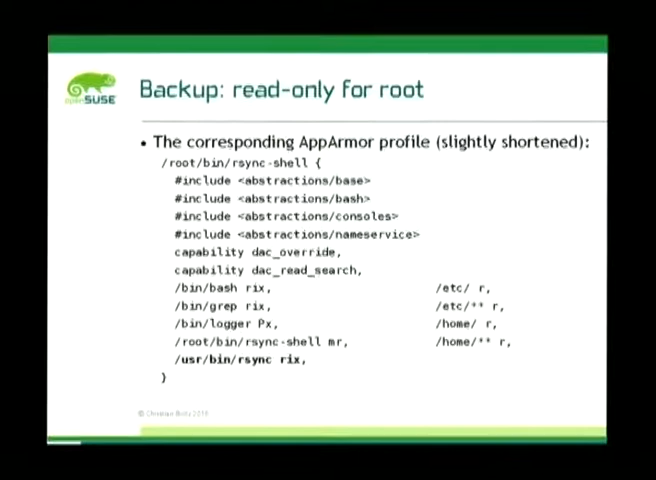 openSUSE
Backup: read-only for root
• The corresponding AppArmor profile (slightly shortened):
/root/bin/rsync-shell {
#include <abstractions/base>
#include <abstractions/bash>
#include <abstractions/consoles>
#include <abstractions/nameservice>
capability dac_override,
capability dac_read_search,
/bin/bash rix, /etc/ r,
/bin/grep rix, /etc/** r,
/bin/logger Px, /home/ r,
/root/bin/rsync-shell mr, /home/** r,
/usr/bin/rsync rix,
}
© Christian